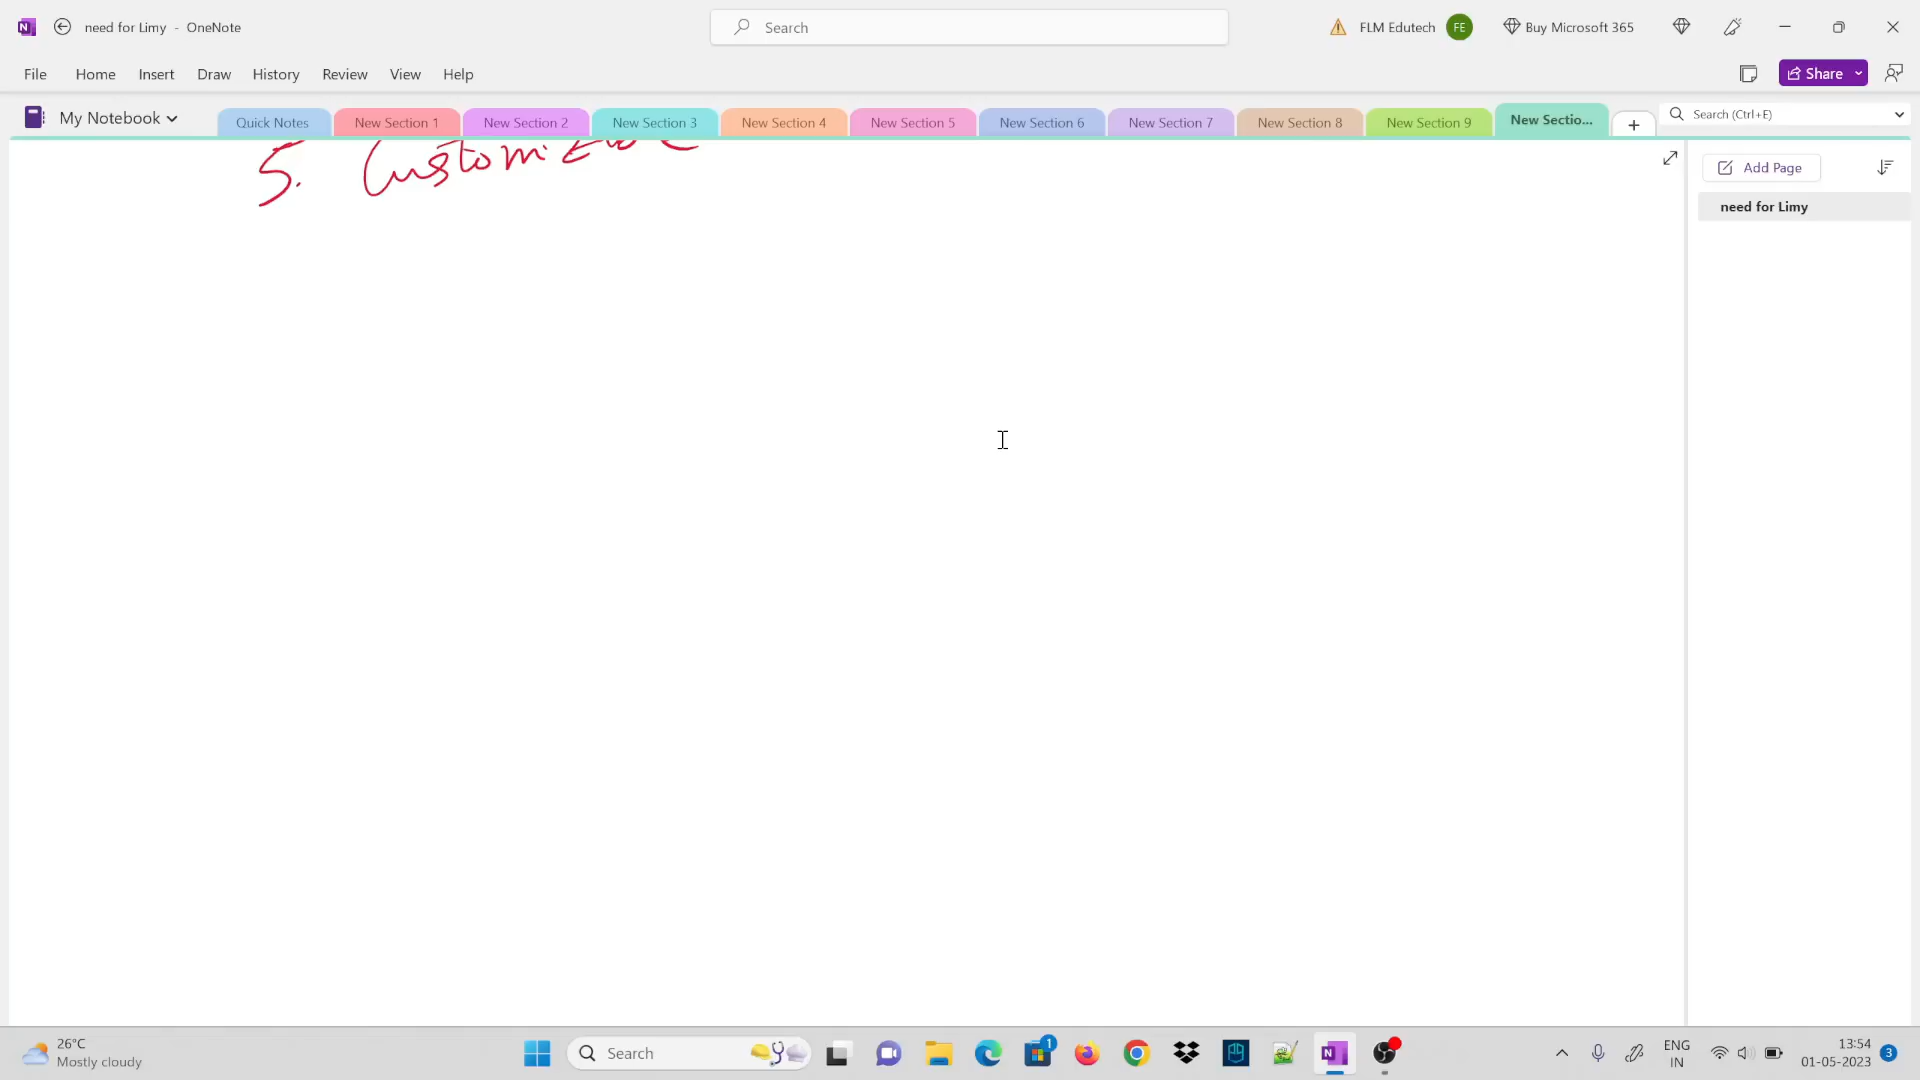 need for Limy - OneNote
Search
FLM Edutech FE
Buy Microsoft 365
File Home Insert Draw History Review View Help
Share
My Notebook
Quick Notes
New Section 1
New Section 2
New Section 3
New Section 4
New Section 5
New Section 6
New Section 7
New Section 8
New Section 9
New Sectio...
Search (Ctrl+E)
5.
Add Page
need for Limy
26°C
Mostly cloudy
Search
1
ENG
IN
13:54
01-05-2023
3